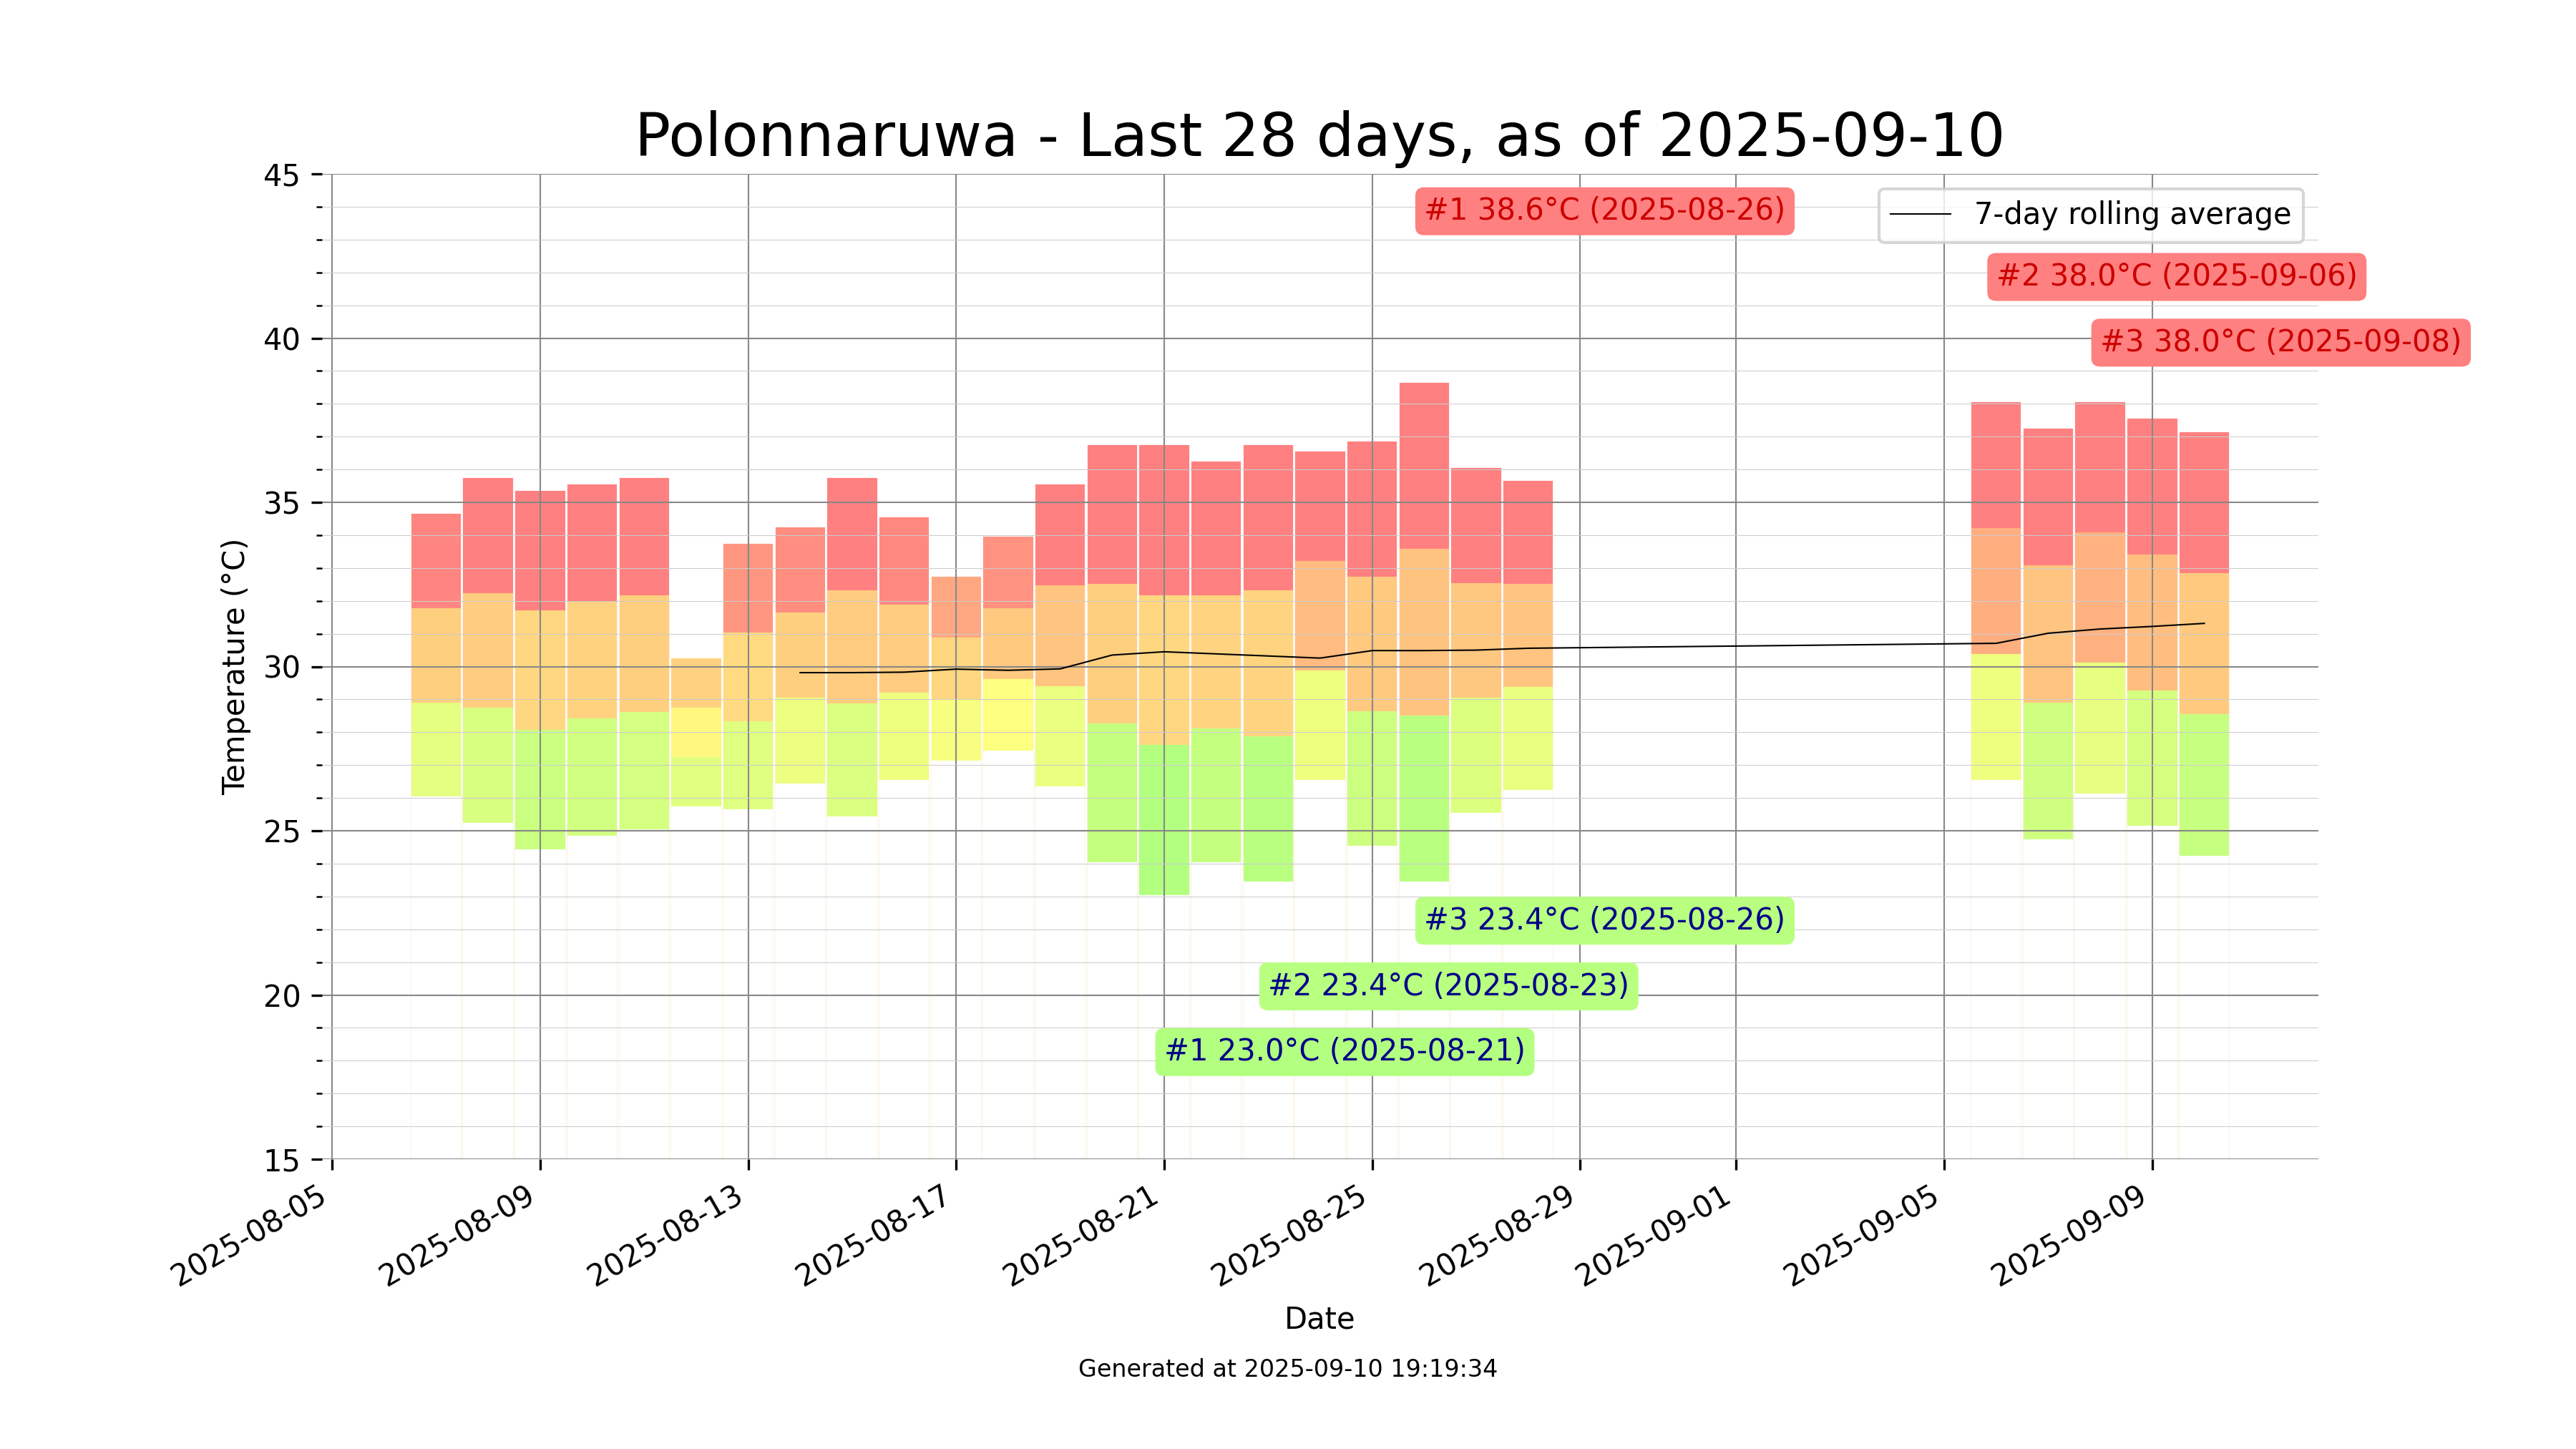 Polonnaruwa - Last 28 days, as of 2025-09-10
45
40
35
30
25
20
15
Temperature (°C)
#1 38.6°C (2025-08-26)
7-day rolling average
#2 38.0°C (2025-09-06)
#3 38.0°C (2025-09-08)
#3 23.4°C (2025-08-26)
#2 23.4°C (2025-08-23)
#1 23.0°C (2025-08-21)
2025-08-05
2025-08-09
2025-08-13
2025-08-17
2025-08-21
2025-08-25
2025-08-29
2025-09-01
2025-09-05
2025-09-09
Date
Generated at 2025-09-10 19:19:34